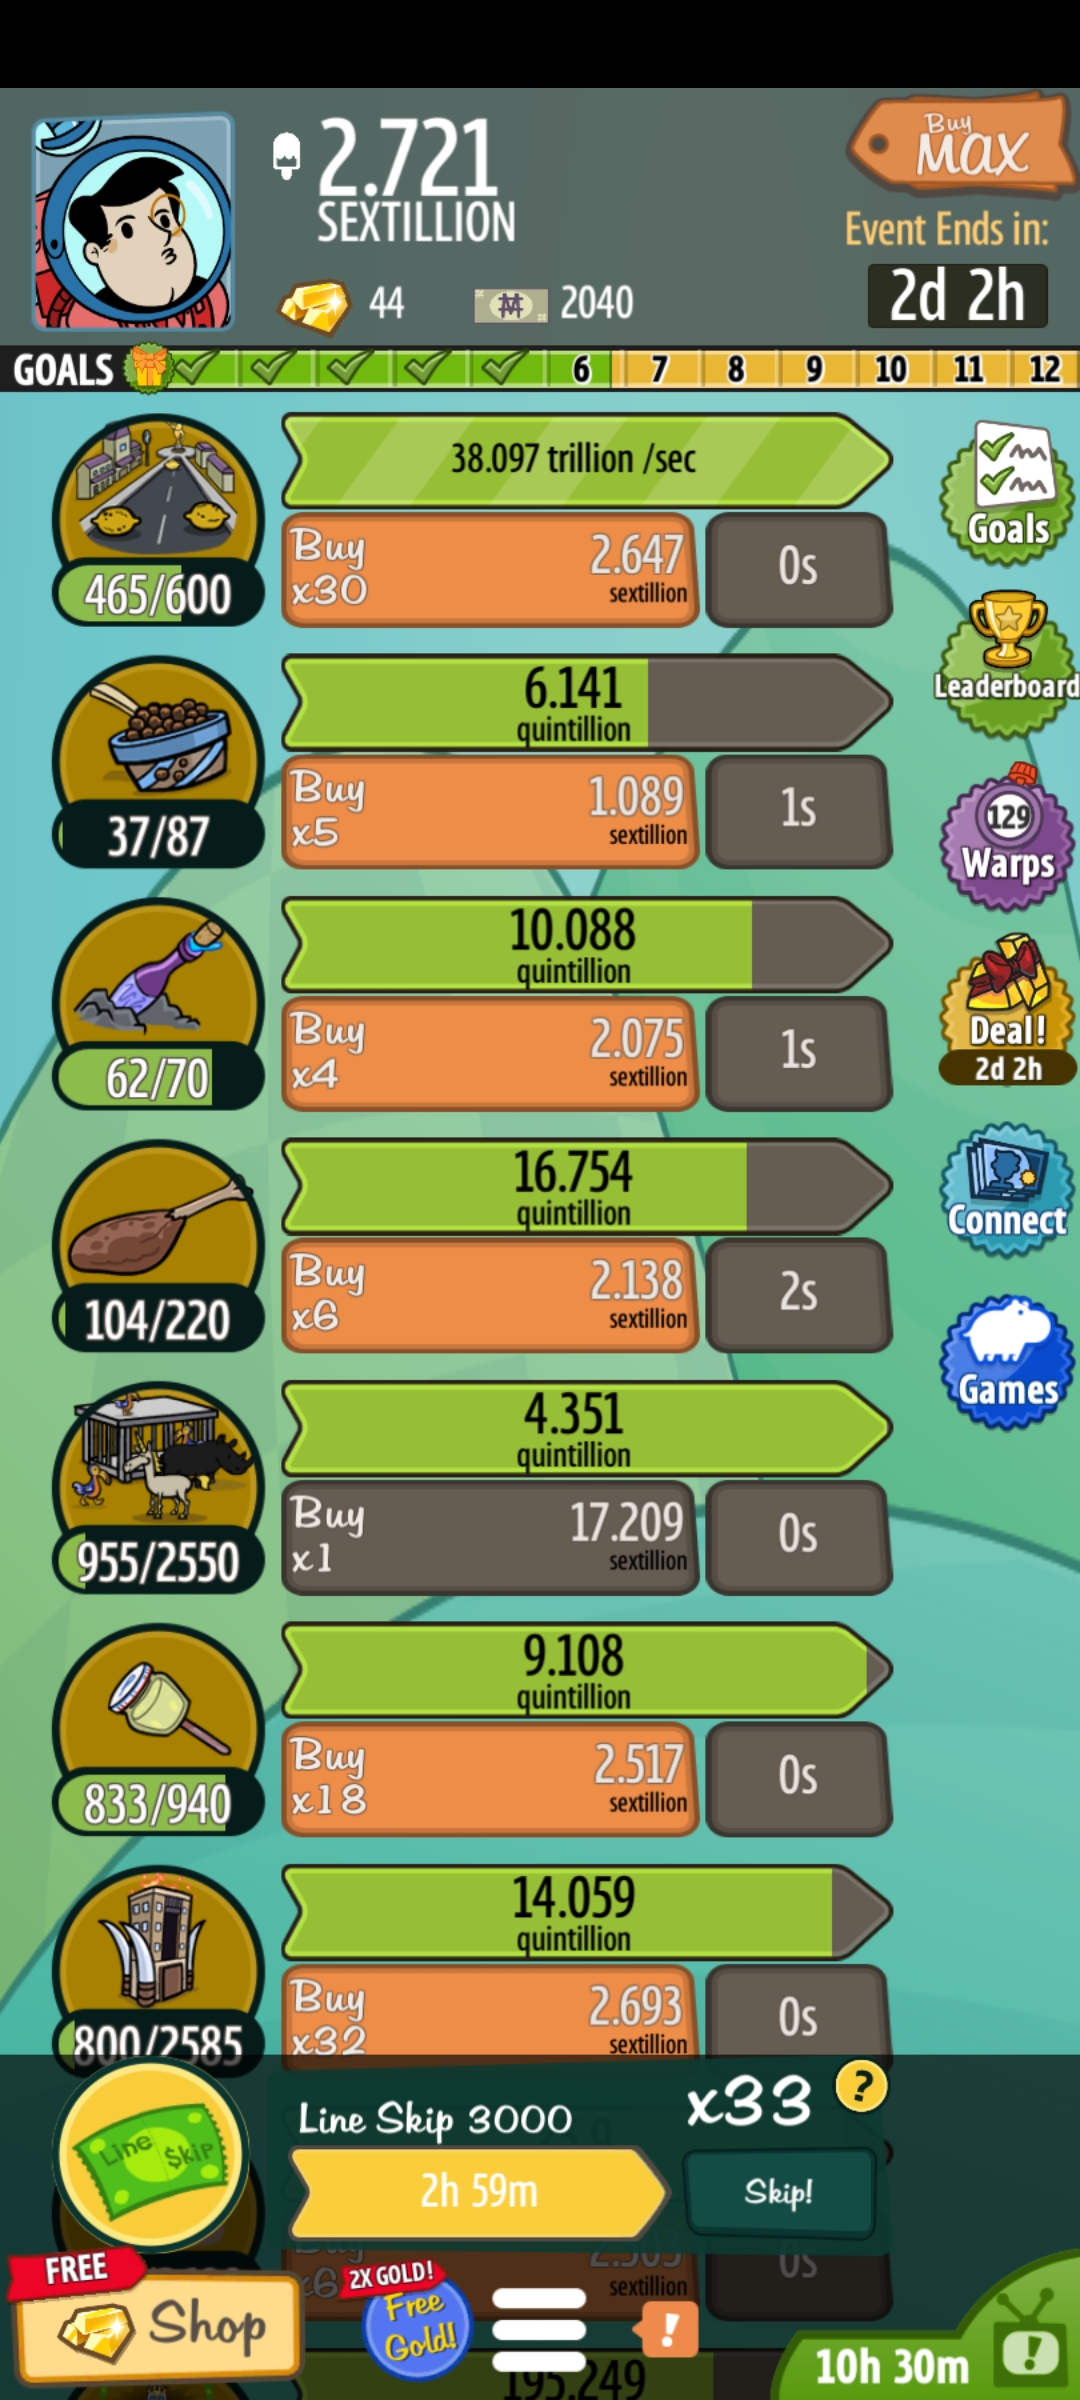 2.721
SEXTILLION
Buy
MAX
Event Ends in:
2d 2h
44
2040
GOALS
6 7 8 9 10 11 12
38.097 trillion /sec
Buy
x30
2.647
sextillion
0s
465/600
6.141
quintillion
Buy
x5
1.089
sextillion
1s
37/87
10.088
quintillion
Buy
x4
2.075
sextillion
1s
62/70
16.754
quintillion
Buy
x6
2.138
sextillion
2s
104/220
4.351
quintillion
Buy
x1
17.209
sextillion
0s
955/2550
9.108
quintillion
Buy
x18
2.517
sextillion
0s
833/940
14.059
quintillion
Buy
x32
2.693
sextillion
0s
800/2585
Goals
Leaderboard
129
Warps
Deal!
2d 2h
Connect
Games
Line Skip
Line Skip 3000
x33
?
2h 59m
Skip!
Buy
x6
sextillion
0s
FREE
Shop
2X GOLD!
Free
Gold!
!
195.249
10h 30m
!